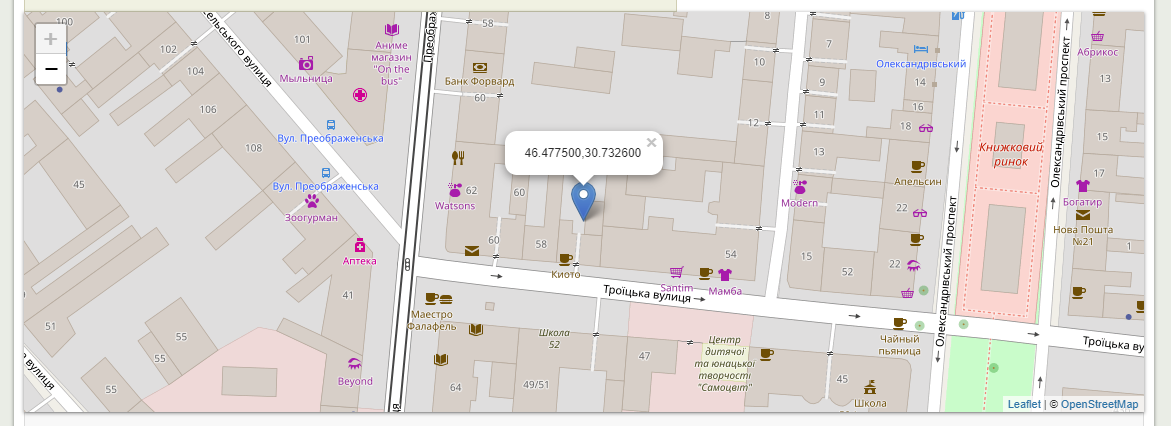 +
−
46.477500,30.732600
×
102
104
100
106
108
45
101
Мыльница
Аниме
магазин
"On the
bus"
Вул. Преображенська
Вул. Преображенська
Зоогурман
Аптека
41
51
55
55
55
Beyond
58
Банк Форвард
60
62
Watsons
60
60
58
Киото
Маестро
Фалафель
Школа
52
49/51
64
47
Троїцька вулиця
Santim
Мамба
54
Центр
дитячої
та юнацької
творчості
"Самоцвіт"
8
10
12
7
9
11
13
Modern
15
52
Олександрівський
14
16
18
Апельсин
22
22
Чайный
пьяница
45
Школа
Олександрівський проспект
Олександрівський проспект
Книжковий
ринок
Абрикос
13
15
17
Богатир
Нова Пошта
№21
1
Троїцька ву
Leaflet | © OpenStreetMap